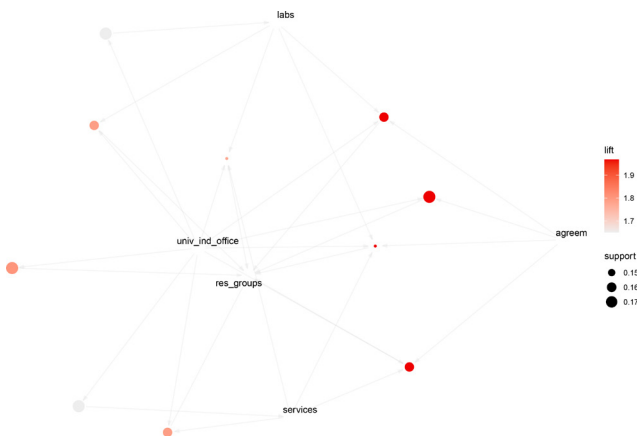 labs
lift
1.9
1.8
1.7
univ_ind_office
agreem
support
0.15
res_groups
0.16
0.17
services